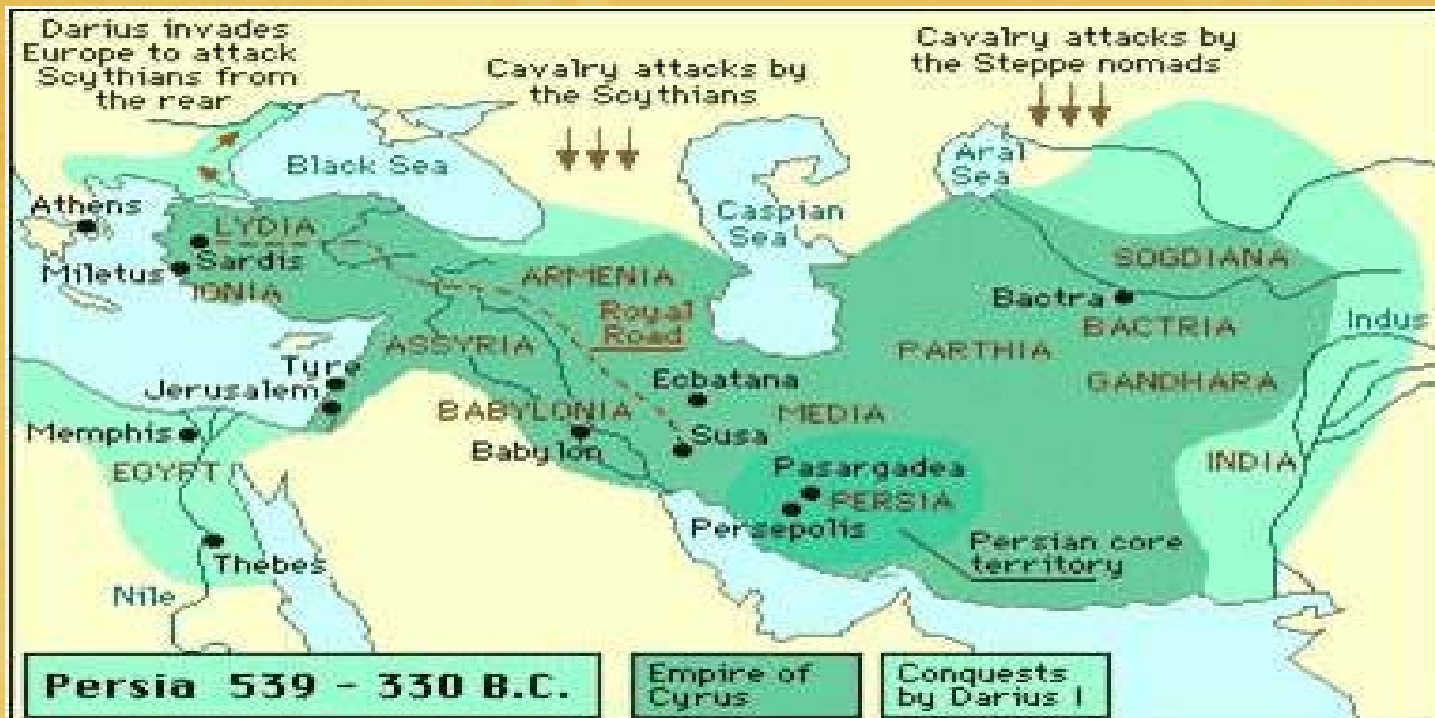 Darius invades
Europe to attack
Scythians from
the rear
Cavalry attacks by
the Scythians
Cavalry attacks by
the Steppe nomads
Black Sea
Aral
Sea
Caspian
Sea
Athens
LYDIA
Sardis
Miletus
IONIA
ARMENIA
Royal
Road
SOGDIANA
Bactra
BACTRIA
Indus
PARTHIA
GANDHARA
ASSYRIA
Tyre
Jerusalem
Ecbatana
MEDIA
BABYLONIA
Babylon
Susa
Memphis
EGYPT
Pasargadea
PERSIA
Persepolis
INDIA
Persian core
territory
Thebes
Nile
Persia 539 - 330 B.C.
Empire of
Cyrus
Conquests
by Darius I